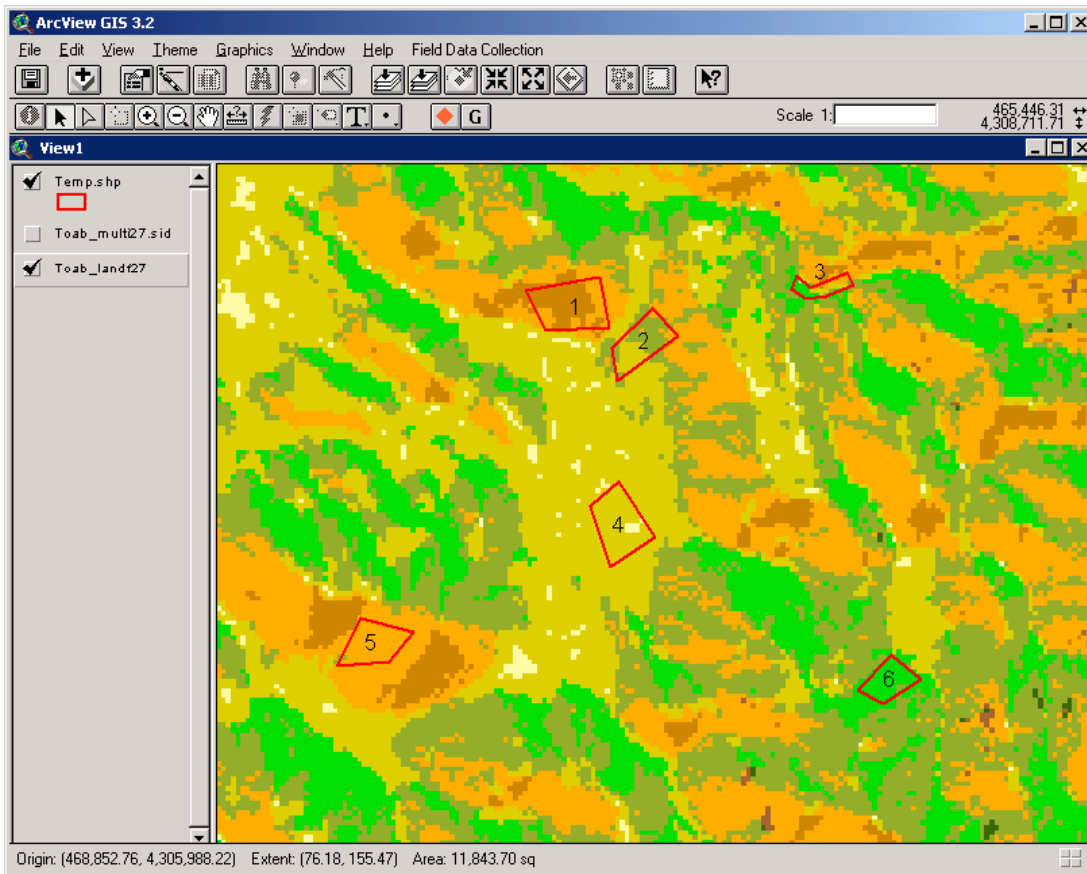 ArcView GIS 3.2
File Edit View Theme Graphics Window Help Field Data Collection
T G Scale 1: 465,446.31
4,308,711.71
View1
Temp.shp
Toab_multi27.sid
Toab_landf27
1
2
3
4
5
6
Origin: (468,852.76, 4,305,988.22) Extent: (76.18, 155.47) Area: 11,843.70 sq